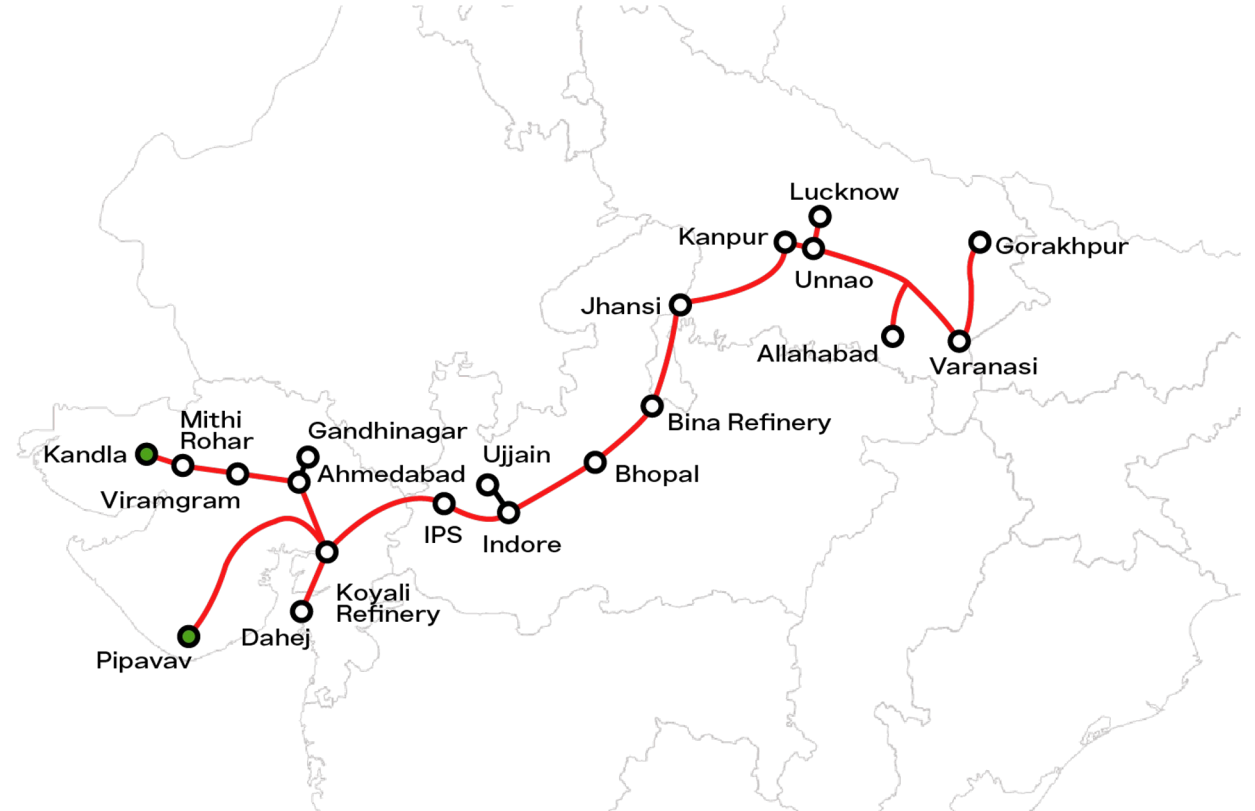 Lucknow
Kanpur
Gorakhpur
Unnao
Jhansi
Allahabad
Varanasi
Mithi
Rohar
Gandhinagar
Bina Refinery
Kandla
Ujjain
Ahmedabad
Bhopal
Viramgram
IPS
Indore
Koyali
Refinery
Dahej
Pipavav